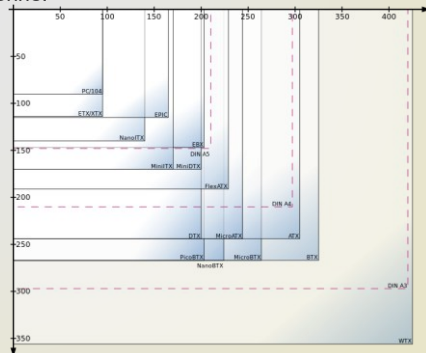 50 100 150 200 250 300 350 400
50
PC/104
100
ETX/XTX EPIC
NanoITX
EBX
150
DIN A5
MiniITX MiniDTX
FlexATX
200
DIN A4
DTX MicroATX ATX
250
PicoBTX MicroBTX BTX
NanoBTX
DIN A3
300
350
WTX